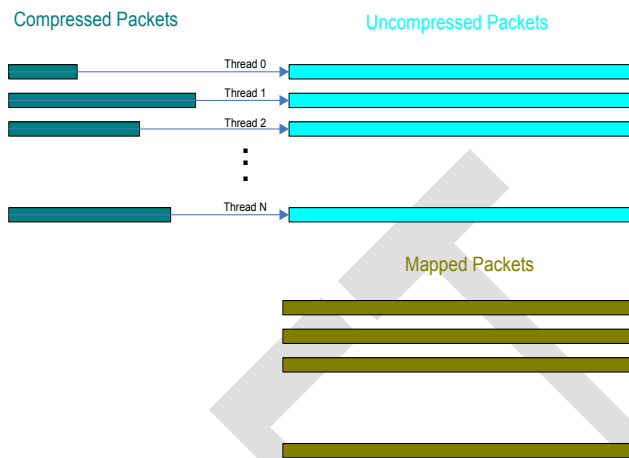 Compressed Packets
Uncompressed Packets
Thread 0
Thread 1
Thread 2
Thread N
Mapped Packets